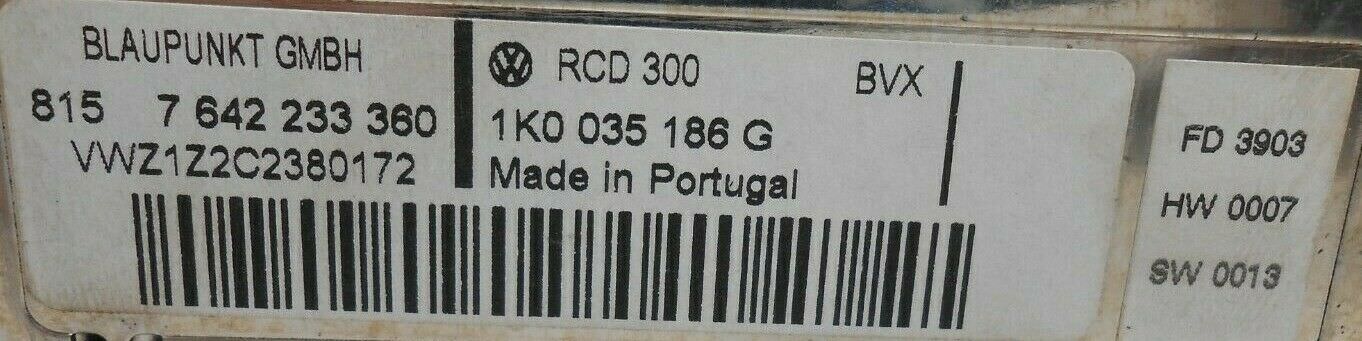 BLAUPUNKT GMBH
815 7 642 233 360
VWZ1Z2C2380172
VW RCD 300 BVX
1K0 035 186 G
Made in Portugal
FD 3903
HW 0007
SW 0013